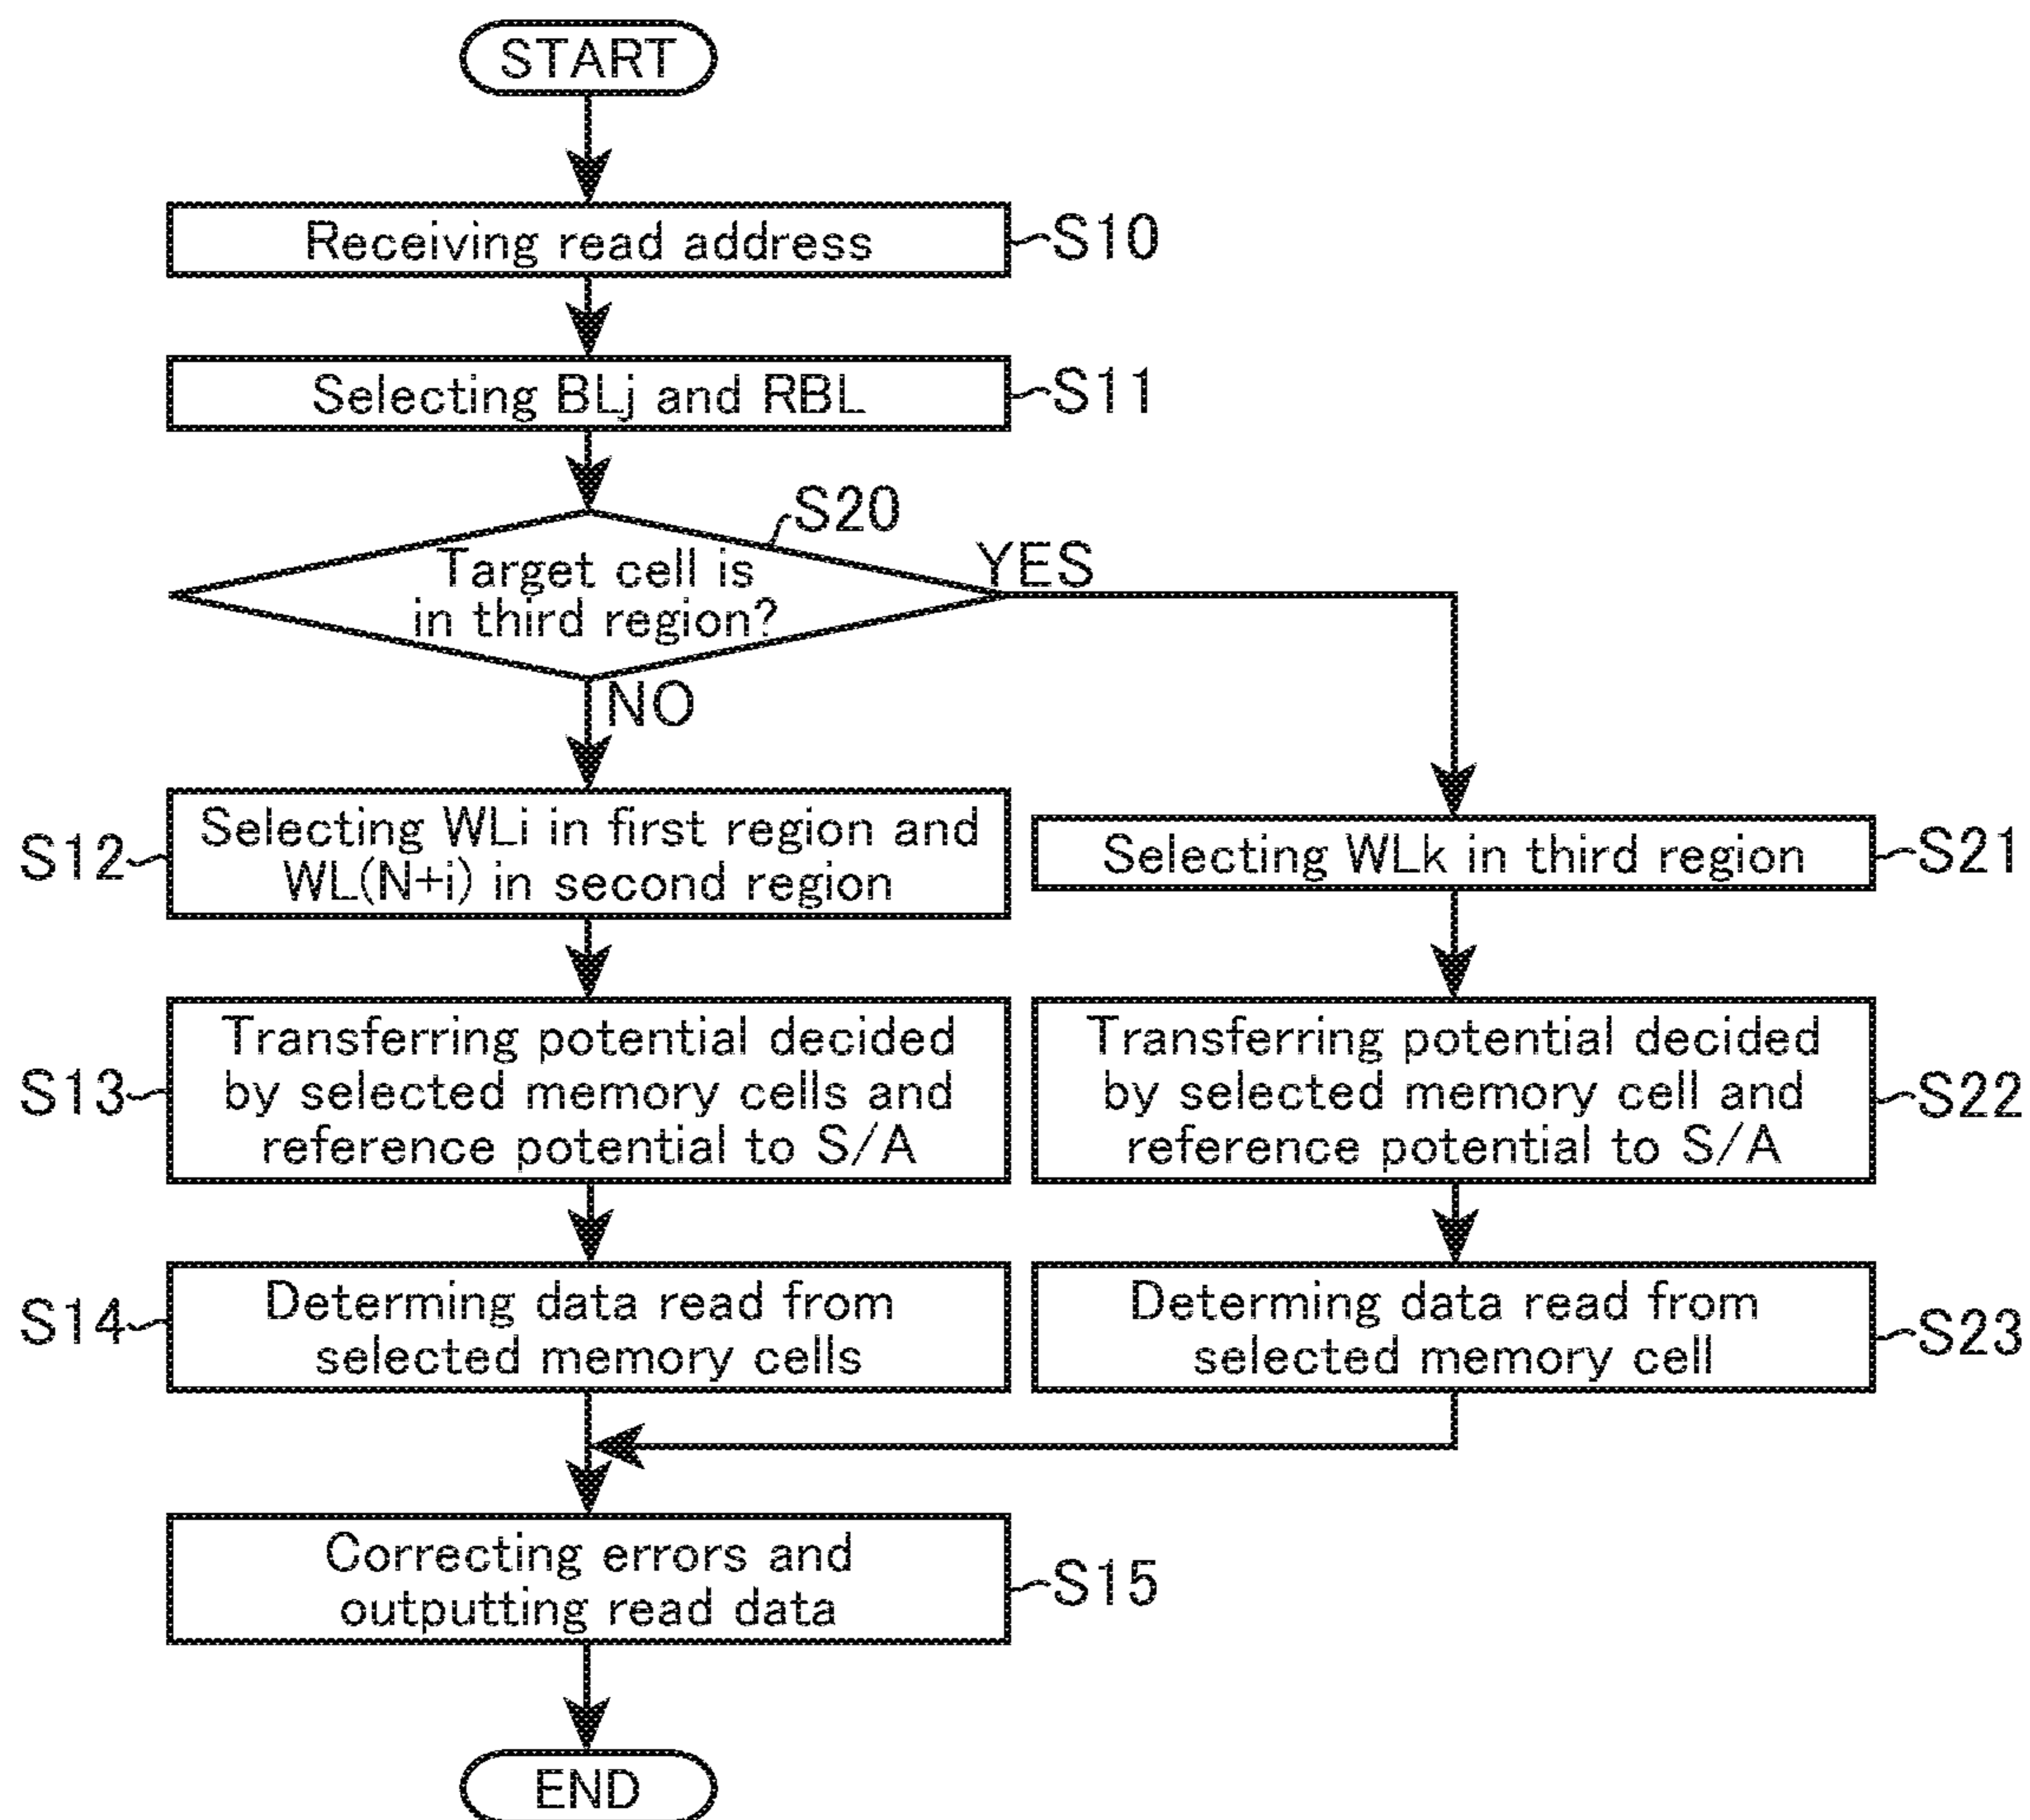 START
Receiving read address
S10
Selecting BLj and RBL
S11
S20
Target cell is
in third region?
YES
NO
S12
Selecting WLi in first region and
WL(N+i) in second region
Selecting WLk in third region
S21
S13
Transferring potential decided
by selected memory cells and
reference potential to S/A
Transferring potential decided
by selected memory cell and
reference potential to S/A
S22
S14
Determing data read from
selected memory cells
Determing data read from
selected memory cell
S23
Correcting errors and
outputting read data
S15
END